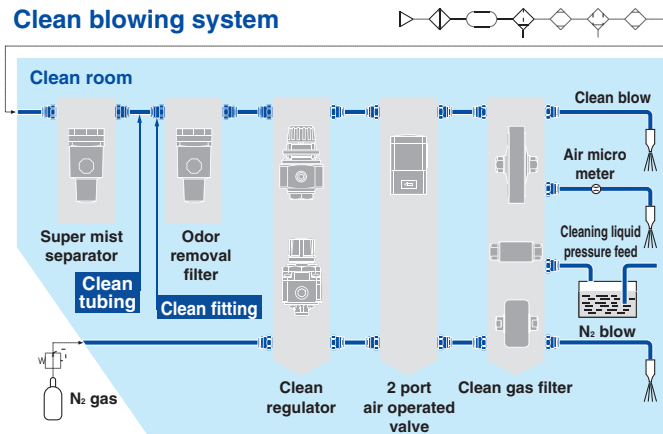 Clean blowing system
Clean room
Clean blow
Air micro
meter
Super mist
separator
Odor
removal
filter
Cleaning liquid
pressure feed
Clean
tubing
Clean fitting
N₂ blow
W
N₂ gas
Clean
regulator
2 port
air operated
valve
Clean gas filter